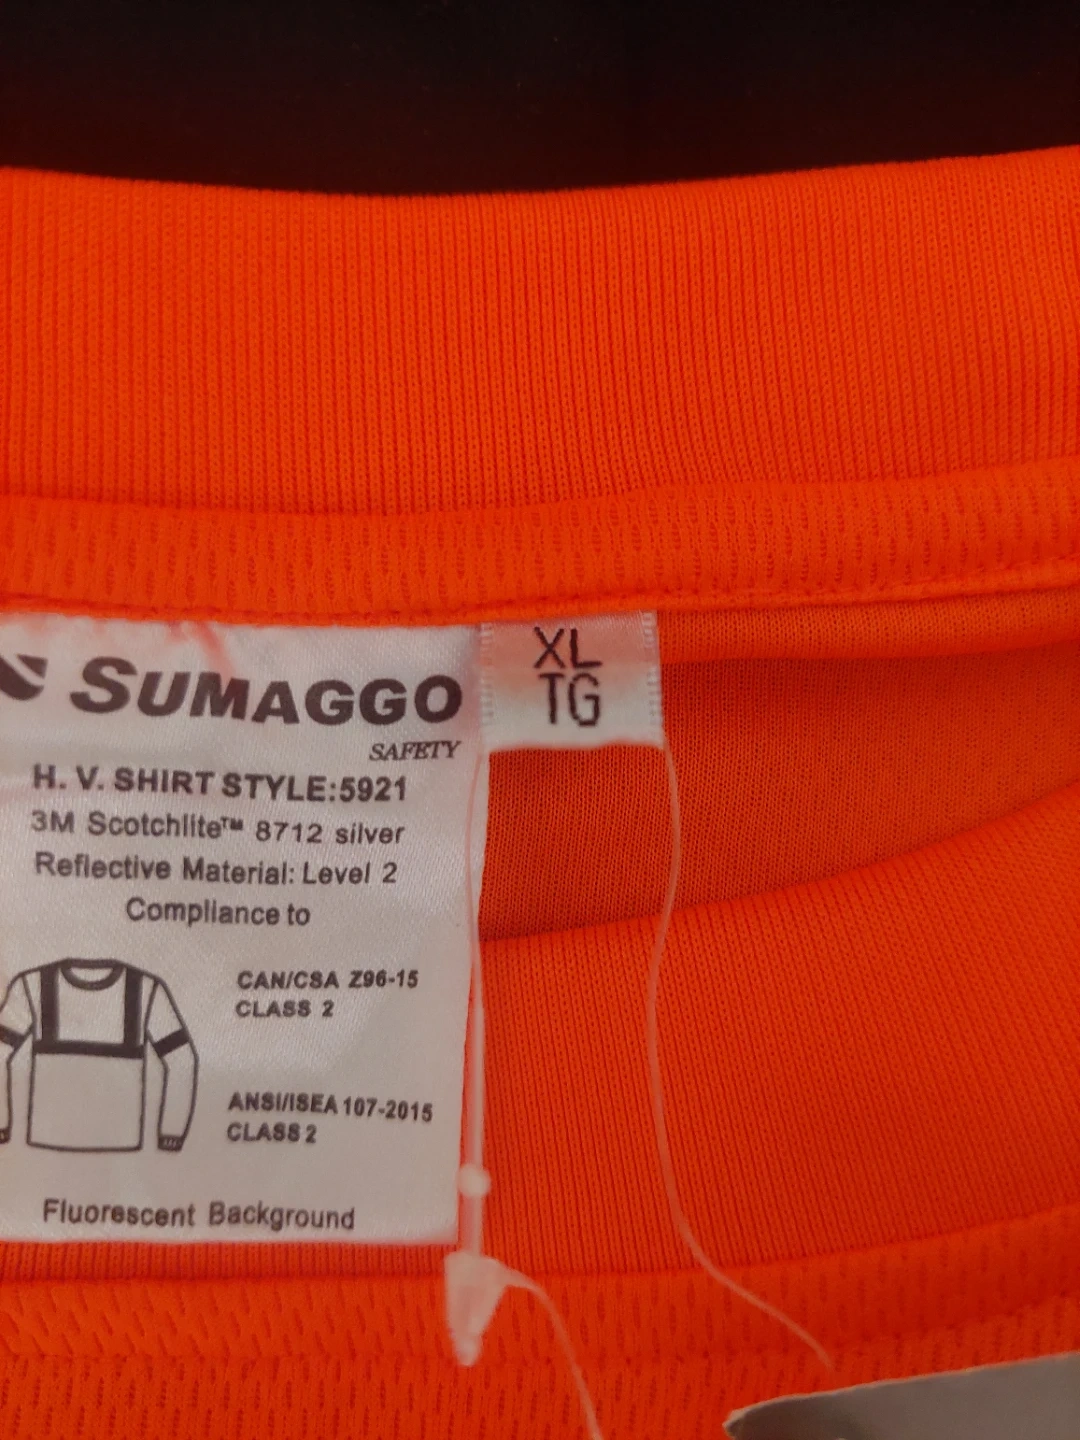 SUMAGGO
SAFETY
H. V. SHIRT STYLE:5921
3M Scotchlite™ 8712 silver
Reflective Material: Level 2
Compliance to
CAN/CSA Z96-15
CLASS 2
ANSI/ISEA 107-2015
CLASS 2
Fluorescent Background
XL
TG